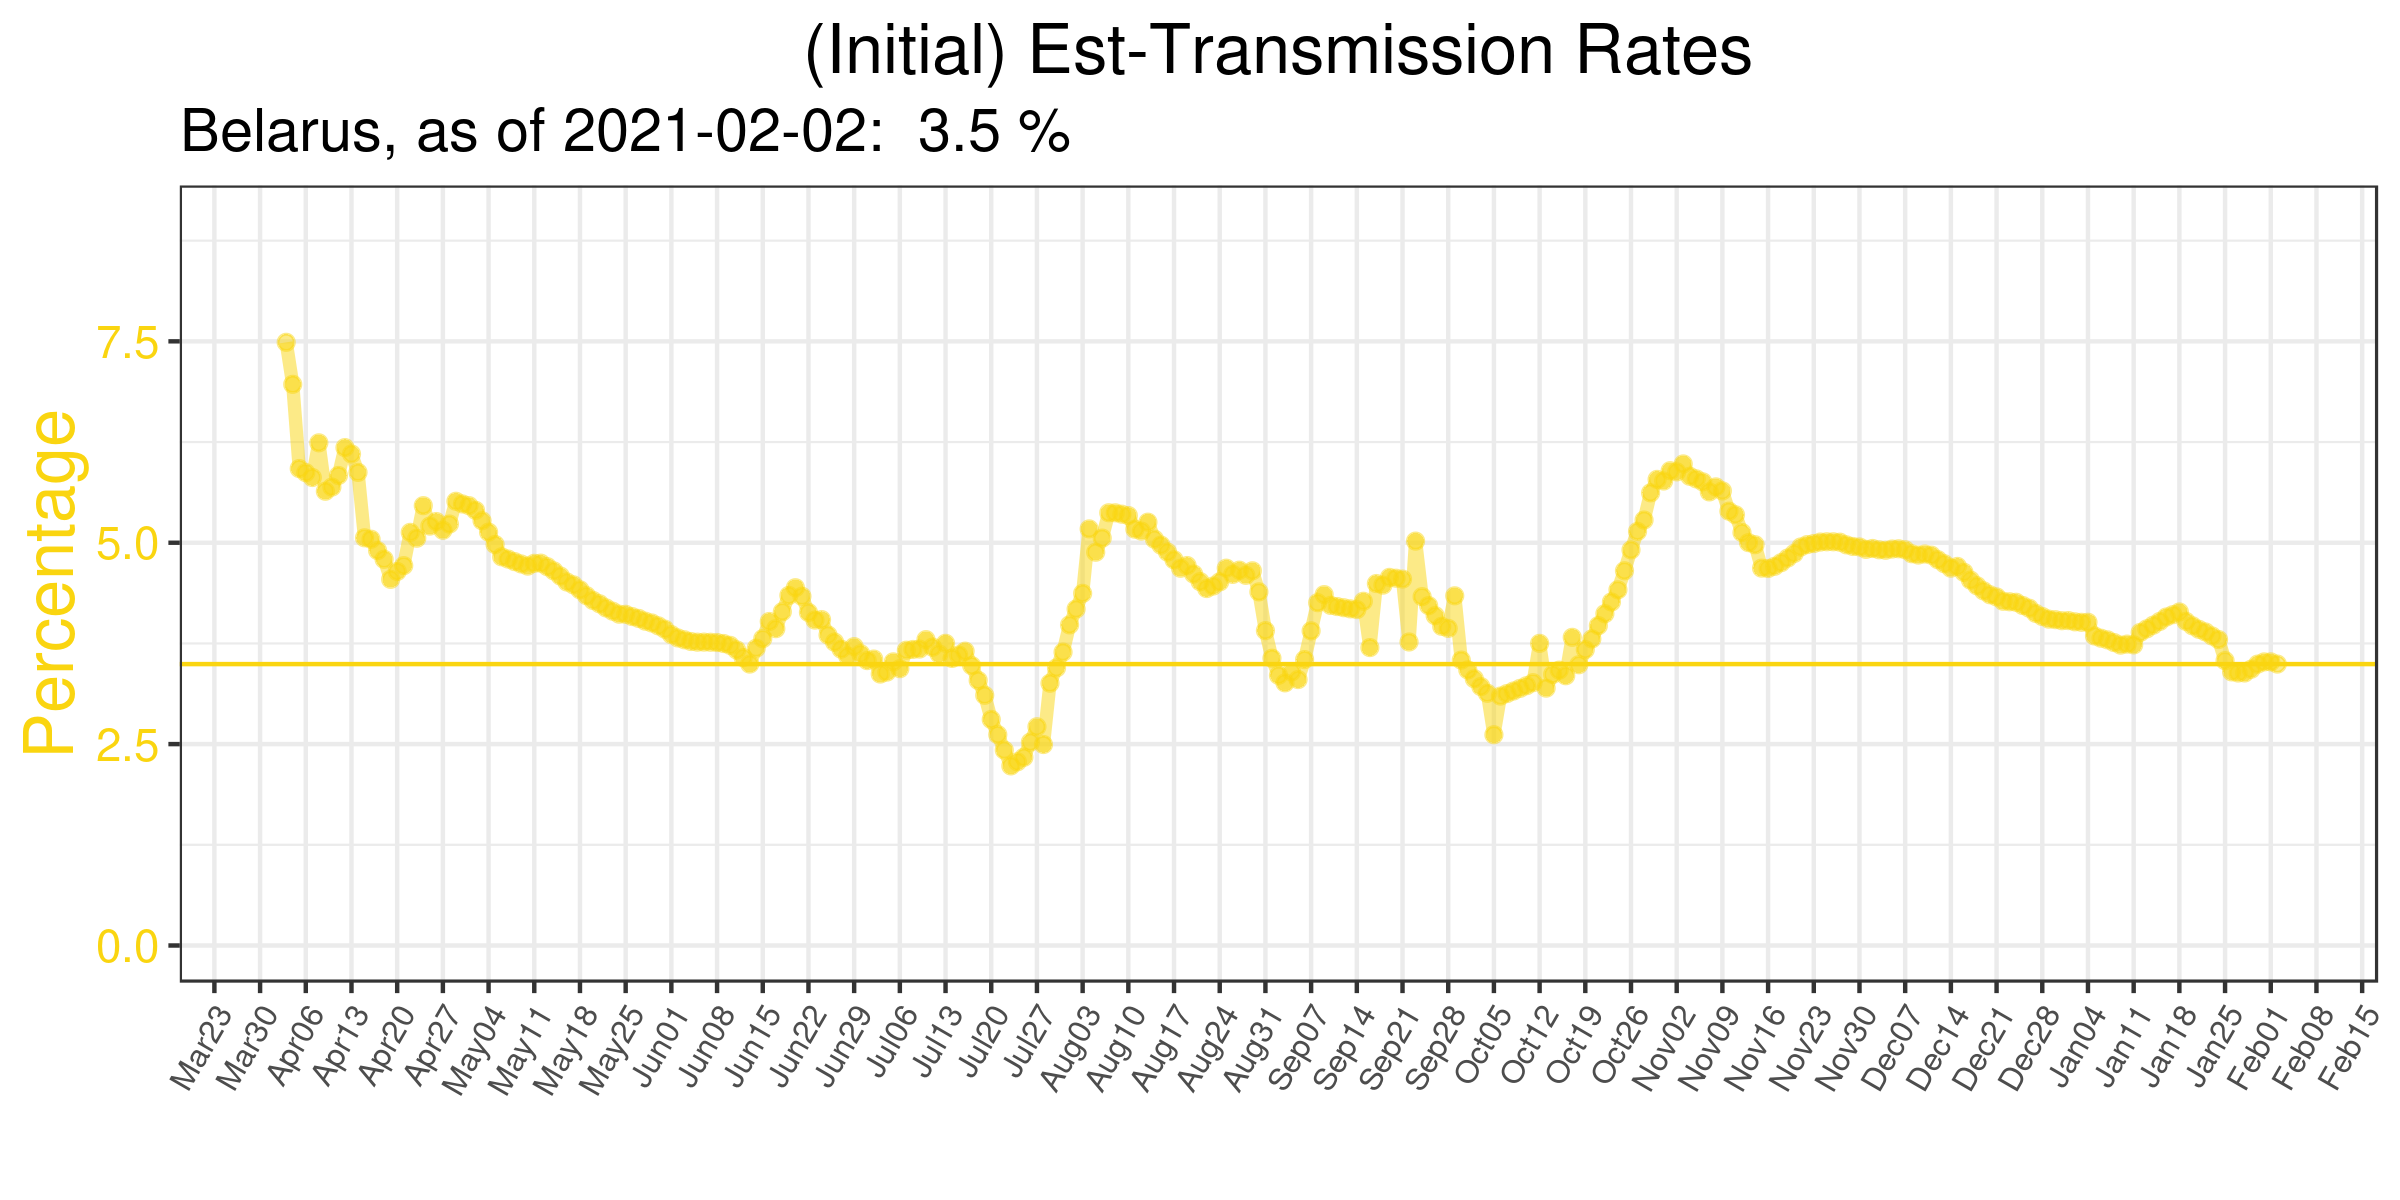 (Initial) Est-Transmission Rates
Belarus, as of 2021-02-02:  3.5 %
Percentage
7.5
5.0
2.5
0.0
Mar23
Mar30
Apr06
Apr13
Apr20
Apr27
May04
May11
May18
May25
Jun01
Jun08
Jun15
Jun22
Jun29
Jul06
Jul13
Jul20
Jul27
Aug03
Aug10
Aug17
Aug24
Aug31
Sep07
Sep14
Sep21
Sep28
Oct05
Oct12
Oct19
Oct26
Nov02
Nov09
Nov16
Nov23
Nov30
Dec07
Dec14
Dec21
Dec28
Jan04
Jan11
Jan18
Jan25
Feb01
Feb08
Feb15